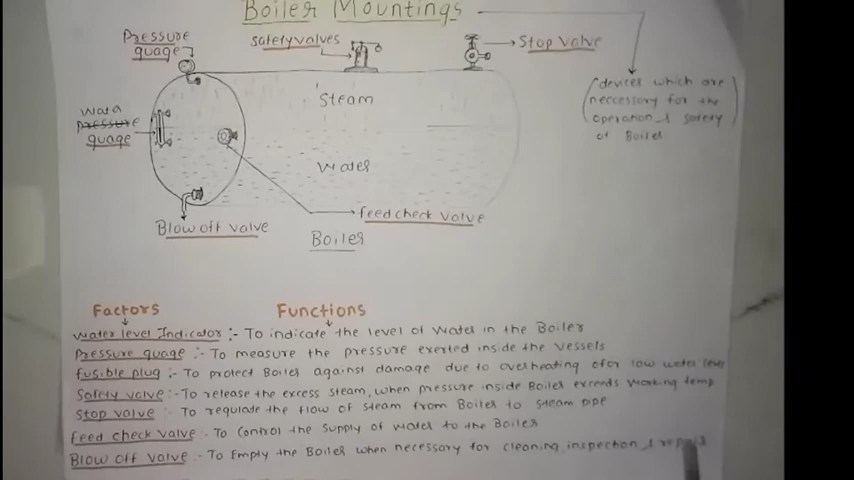 Boiler Mountings
Pressure
guage
safety valves
Stop valve
(devices which are
neccessary for the
operation & safety
of Boiler)
Steam
Wata
pressure
guage
Water
Blow off valve
feed check valve
Boiler
Factors
Functions
Water level Indicator :- To indicate the level of water in the Boiler
Pressure guage :- To measure the pressure exerted inside the vessels
fusible plug :- To protect Boiler against damage due to overheating ofor low water level
Safety valve :- To release the excess steam, when pressure inside Boiler exceeds working temp
Stop valve :- To regulate the flow of steam from Boiler to steam pipe
feed check valve :- To control the supply of water to the Boiler
Blow off valve :- To Empty the Boiler when necessary for cleaning, inspection &